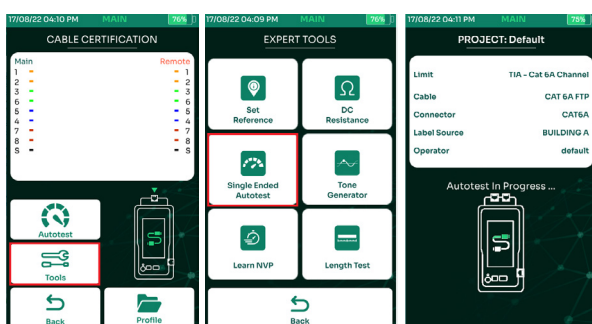 17/08/22 04:10 PM MAIN 76%
CABLE CERTIFICATION
Main Remote
1 - - 1
2 - - 2
3 - - 3
6 - - 6
5 - - 5
4 - - 4
7 - - 7
8 - - 8
S - - S
Autotest
Tools
Back
Profile
17/08/22 04:09 PM MAIN 76%
EXPERT TOOLS
Set
Reference
Ω
DC
Resistance
Single Ended
Autotest
Tone
Generator
Learn NVP
Length Test
Back
17/08/22 04:11 PM MAIN 75%
PROJECT: Default
Limit TIA - Cat 6A Channel
Cable CAT 6A FTP
Connector CAT6A
Label Source BUILDING A
Operator default
Autotest In Progress ...